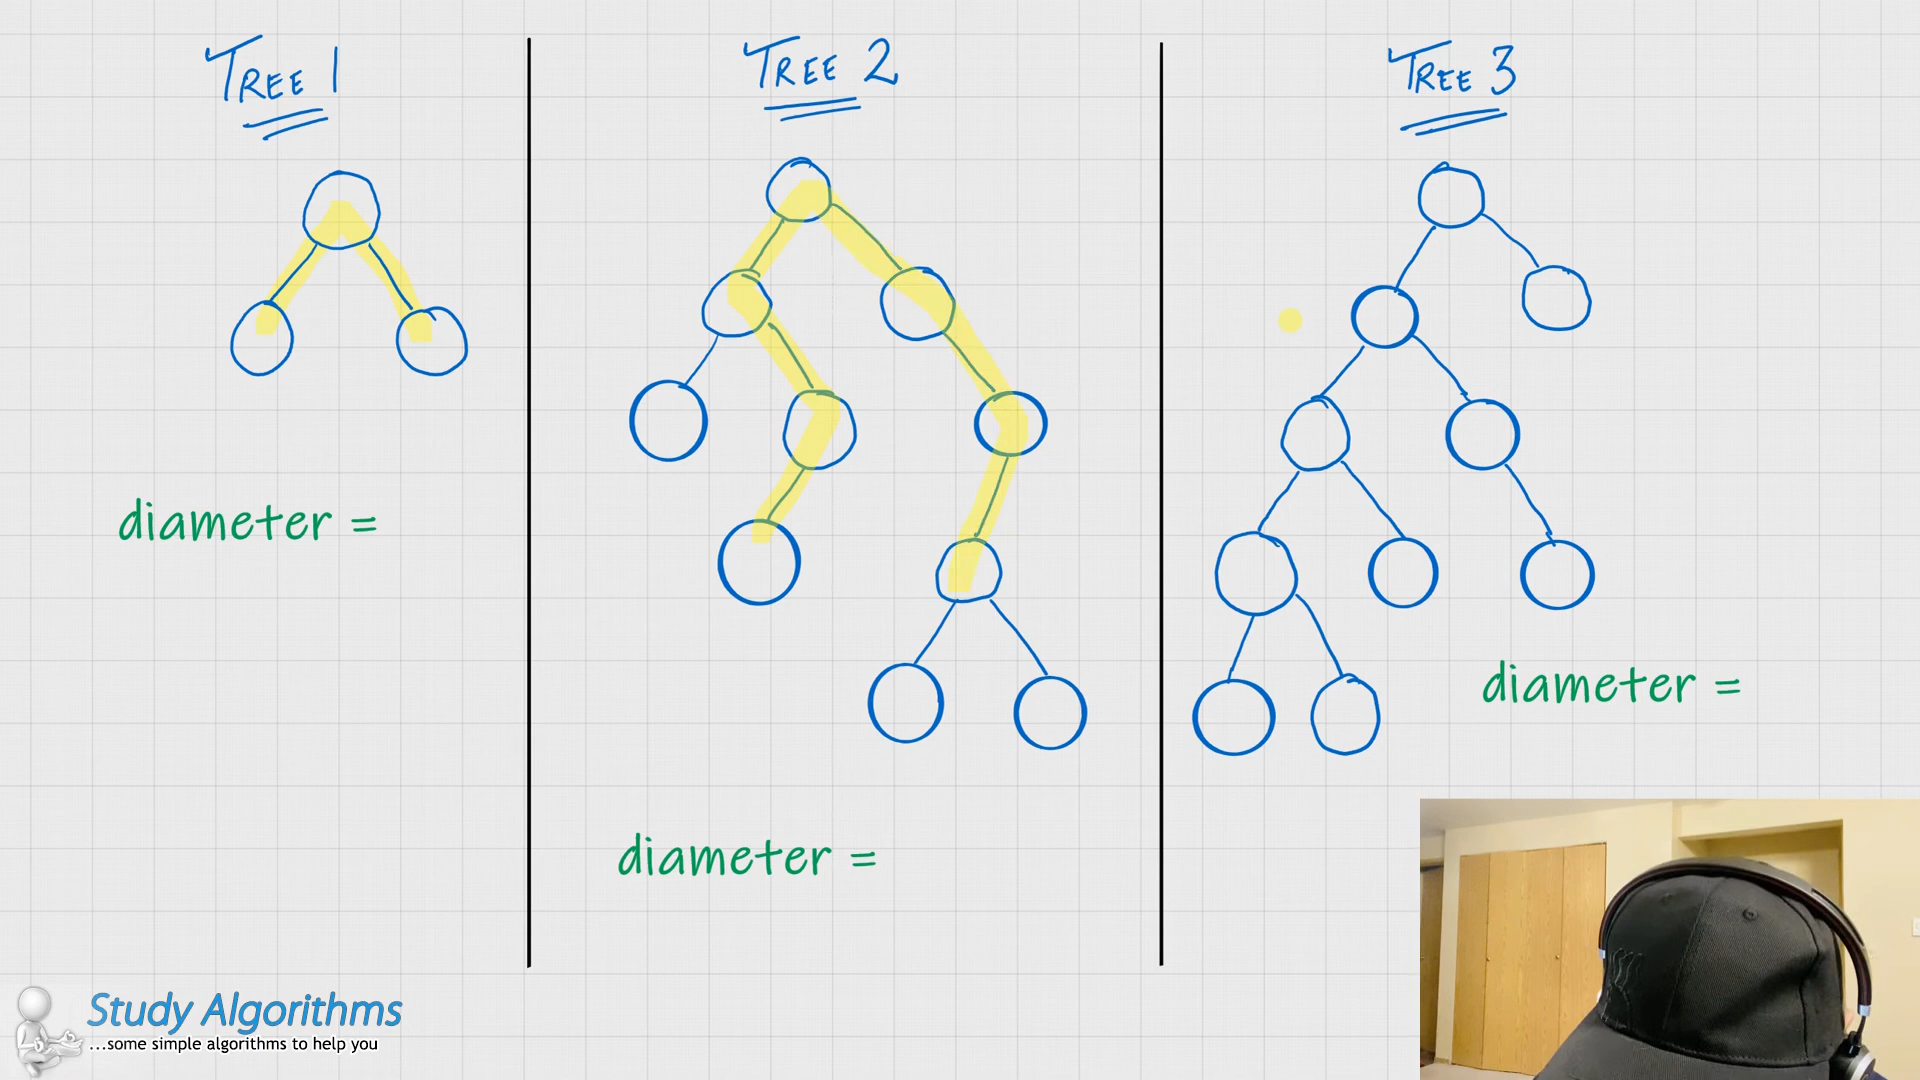 TREE 1
TREE 2
TREE 3
diameter =
diameter =
diameter =
Study Algorithms
...some simple algorithms to help you